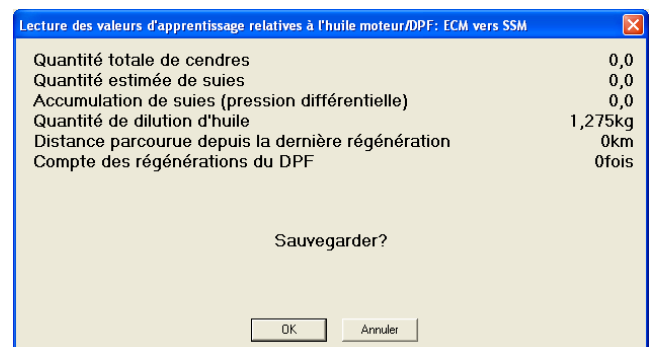 Lecture des valeurs d'apprentissage relatives à l'huile moteur/DPF: ECM vers SSM
Quantité totale de cendres 0,0
Quantité estimée de suies 0,0
Accumulation de suies (pression différentielle) 0,0
Quantité de dilution d'huile 1,275kg
Distance parcourue depuis la dernière régénération 0km
Compte des régénérations du DPF 0fois
Sauvegarder?
OK Annuler